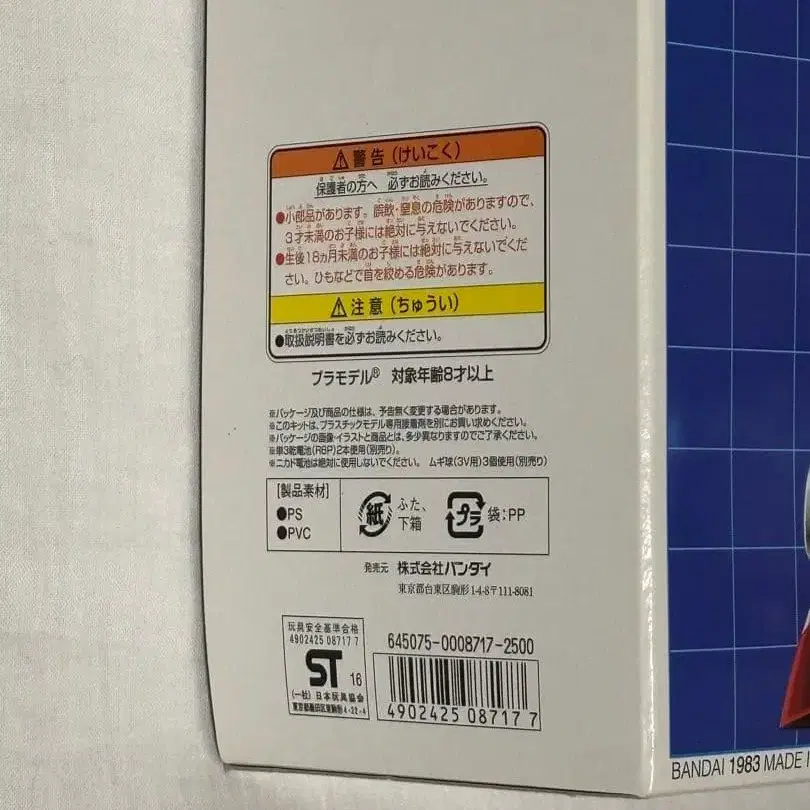 ⚠警告(けいこく)
保護者の方へ 必ずお読みください。
●小部品があります。誤飲・窒息の危険がありますので、
3才未満のお子様には絶対に与えないでください。
●生後18ヵ月未満のお子様には絶対に与えないでくだ
さい。ひもなどで首を絞める危険があります。
⚠注意(ちゅうい)
●取扱説明書を必ずお読みください。
プラモデル® 対象年齢8才以上
※パッケージ及び商品の仕様は、予告無く変更する場合があります。
※このキットは、プラスチックモデル専用接着剤を別にお買い求めください。
※パッケージの画像・イラストと商品とは、多少異なりますのでご了承ください。
※単3乾電池(R6P)2本使用(別売り)。
※ニカド電池は絶対に使用しないでください。 ムギ球(3V用)3個使用(別売り)
[製品素材]
●PS
●PVC
紙 ふた、
下箱
プラ 袋:PP
発売元 株式会社バンダイ
東京都台東区駒形1-4-8〒111-8081
玩具安全基準合格
4902425 08717 7
ST 16
(一社)日本玩具協会
東京都墨田区東駒形4-22-4
645075-0008717-2500
4902425 087177
BANDAI 1983 MADE